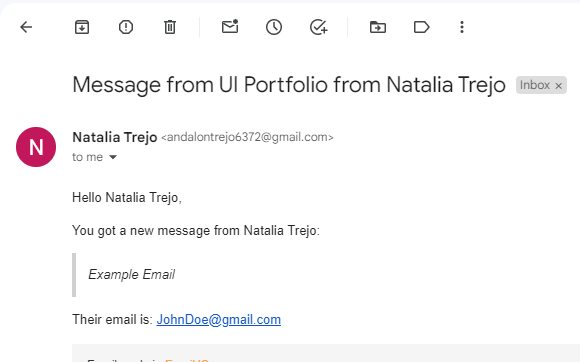 Message from UI Portfolio from Natalia Trejo Inbox ×
N
Natalia Trejo <andalontrejo6372@gmail.com>
to me
Hello Natalia Trejo,
You got a new message from Natalia Trejo:
Example Email
Their email is: JohnDoe@gmail.com